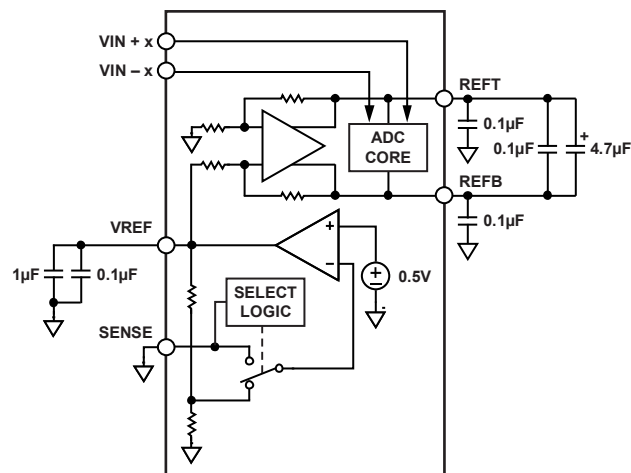 VIN + x
VIN – x
REFT
ADC
CORE
0.1µF
0.1µF
+
4.7µF
REFB
0.1µF
VREF
+
–
1µF
0.1µF
+
–
0.5V
SELECT
LOGIC
SENSE